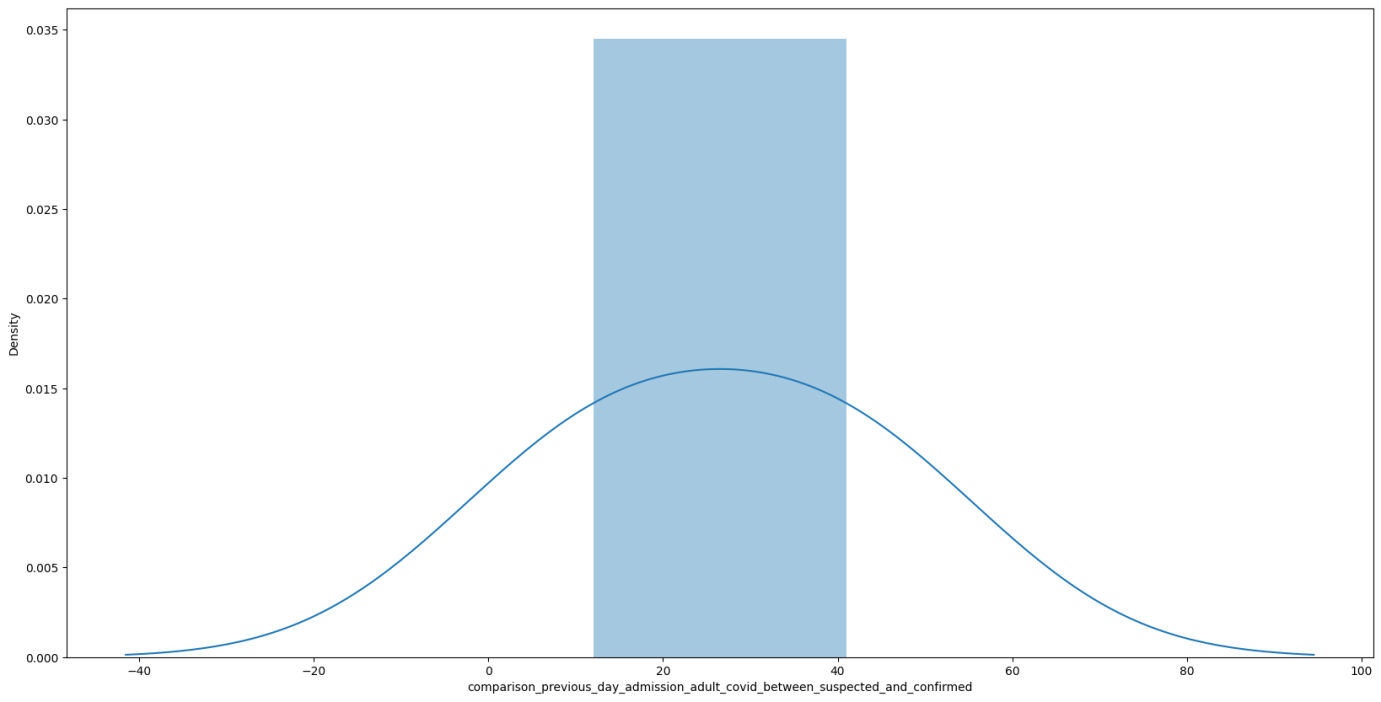 0.035
0.030
0.025
0.020
0.015
0.010
0.005
0.000
Density
−40 −20 0 20 40 60 80 100
comparison_previous_day_admission_adult_covid_between_suspected_and_confirmed